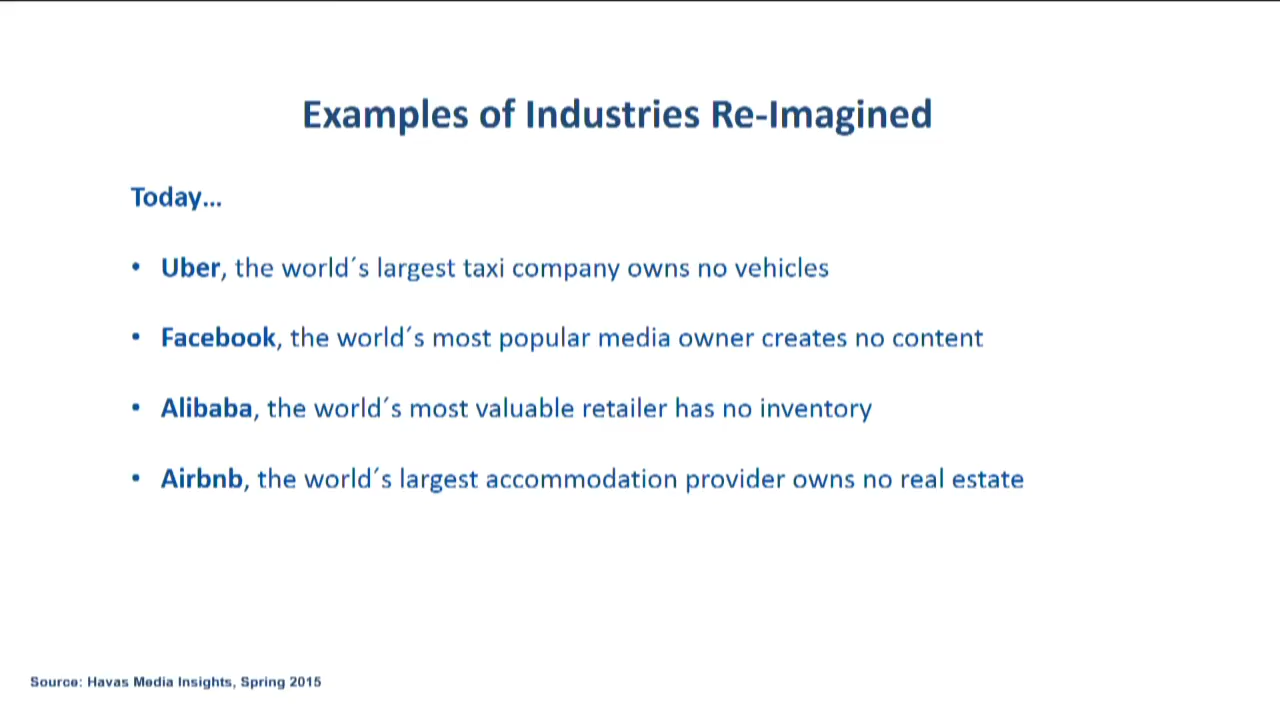 Examples of Industries Re-Imagined
Today...
• Uber, the world´s largest taxi company owns no vehicles
• Facebook, the world´s most popular media owner creates no content
• Alibaba, the world´s most valuable retailer has no inventory
• Airbnb, the world´s largest accommodation provider owns no real estate
Source: Havas Media Insights, Spring 2015